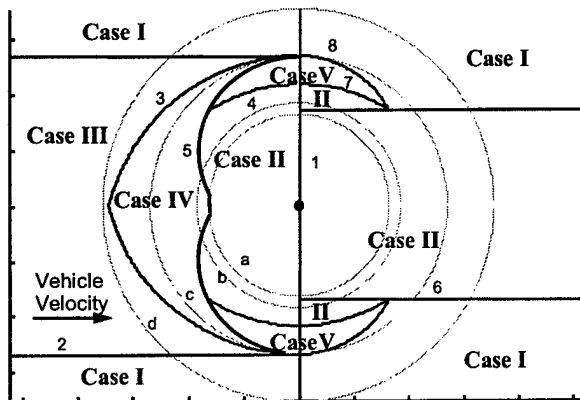 Case I
8
Case I
Case V
7
3
4
II
Case III
5
Case II
1
Case IV
Case II
a
b
6
Vehicle
Velocity
c
II
d
Case V
2
Case I
Case I